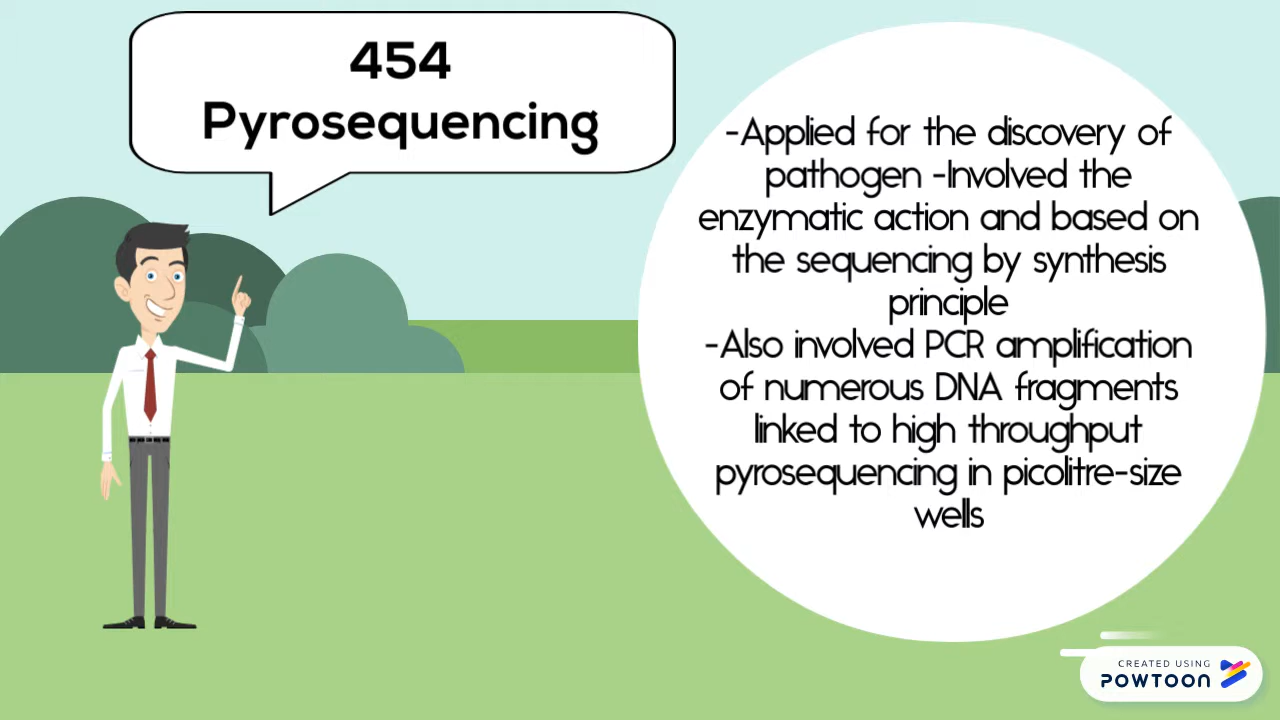 454
Pyrosequencing
-Applied for the discovery of
pathogen -Involved the
enzymatic action and based on
the sequencing by synthesis
principle
-Also involved PCR amplification
of numerous DNA fragments
linked to high throughput
pyrosequencing in picolitre-size
wells
CREATED USING
POWTOON